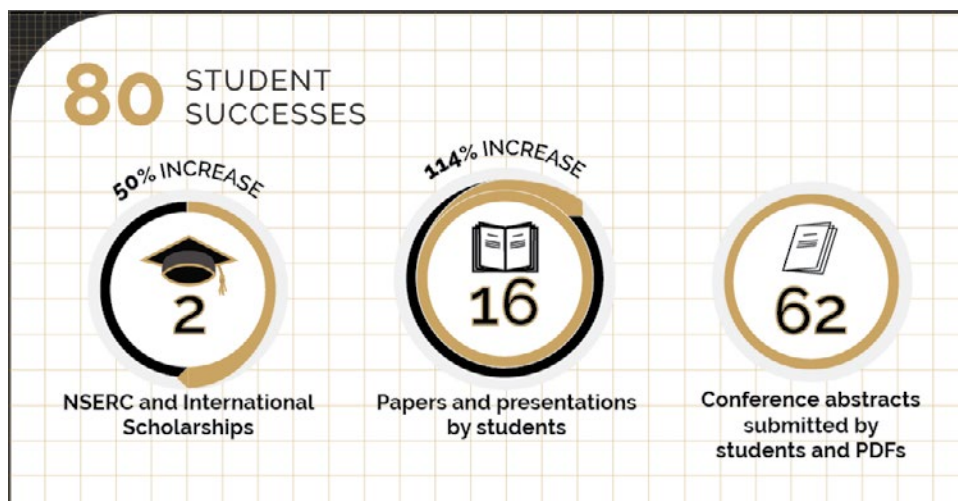 80 STUDENT
SUCCESSES
50% INCREASE
2
NSERC and International
Scholarships
114% INCREASE
16
Papers and presentations
by students
62
Conference abstracts
submitted by
students and PDFs